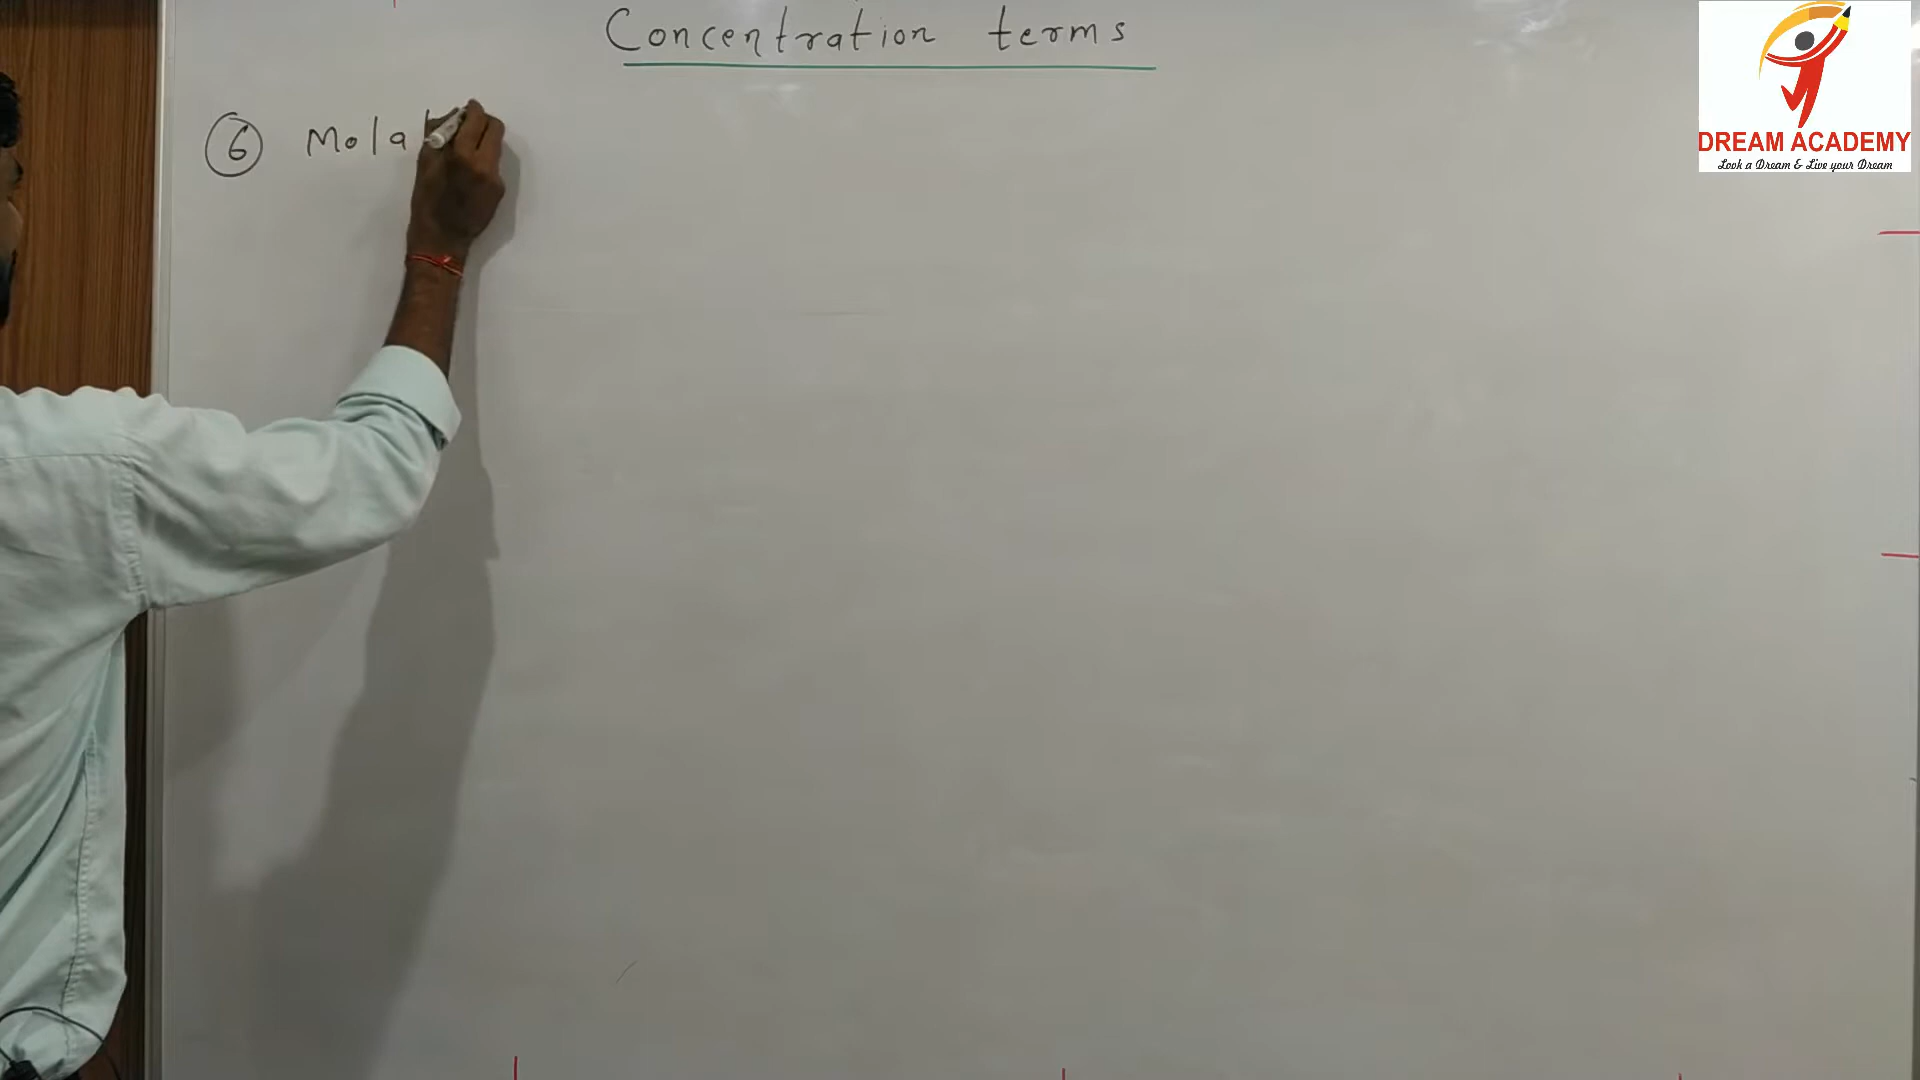 Concentration terms
6 Mola
DREAM ACADEMY
Look a Dream & Live your Dream